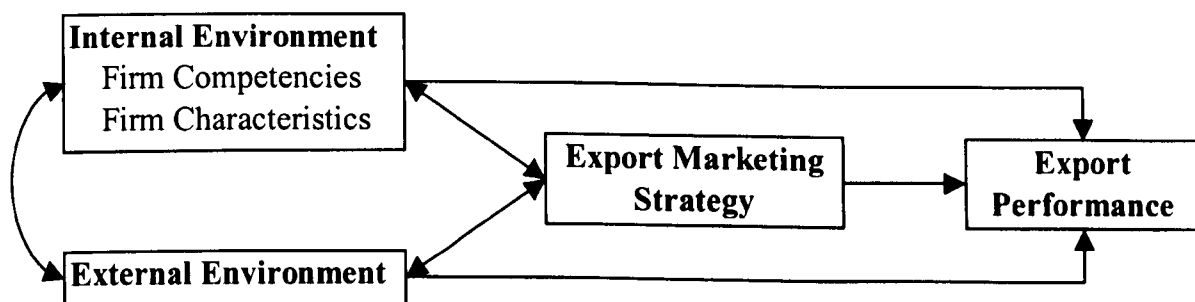 Internal Environment
Firm Competencies
Firm Characteristics
Export Marketing
Strategy
Export
Performance
External Environment